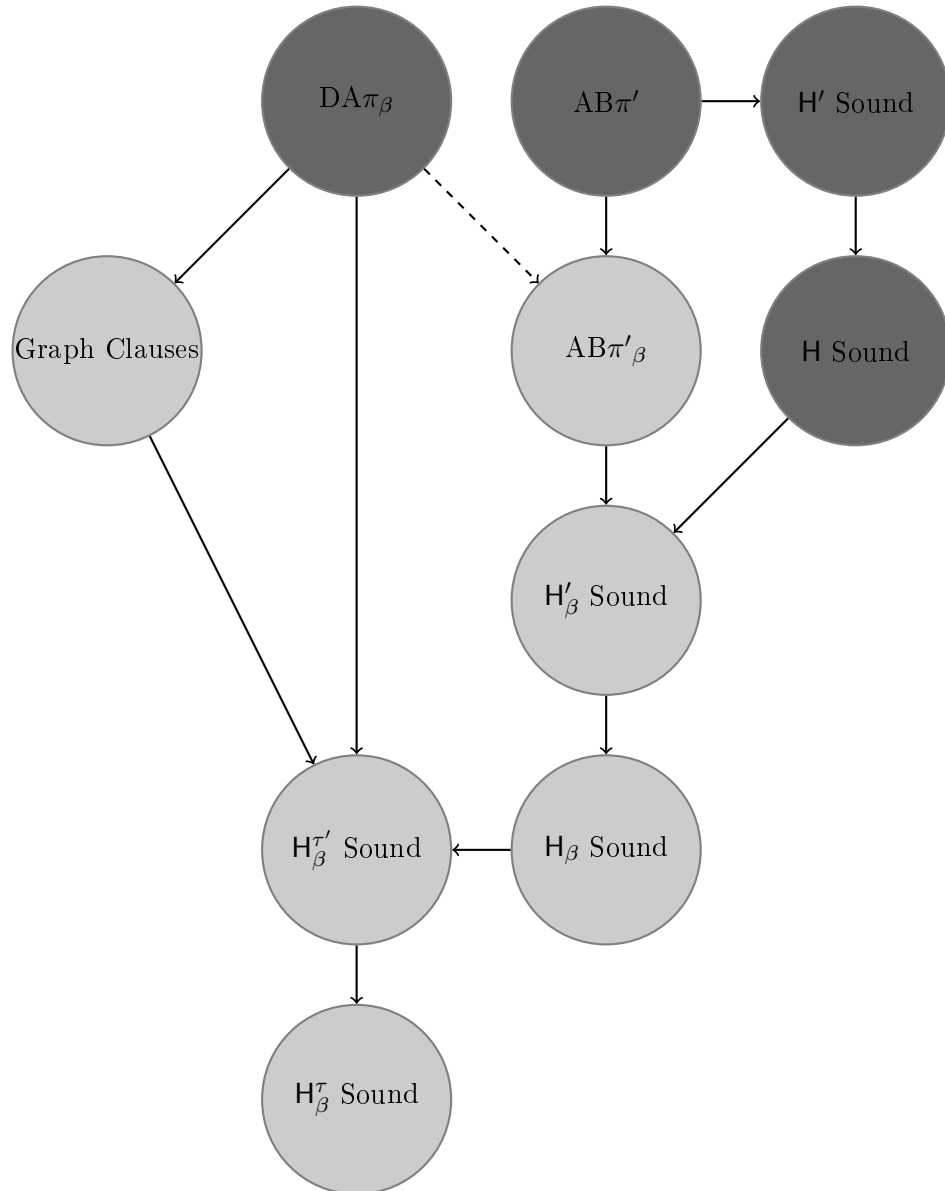 DAπ_β
ABπ′
H′ Sound
Graph Clauses
ABπ′_β
H Sound
H′_β Sound
H^τ′_β Sound
H_β Sound
H^τ_β Sound